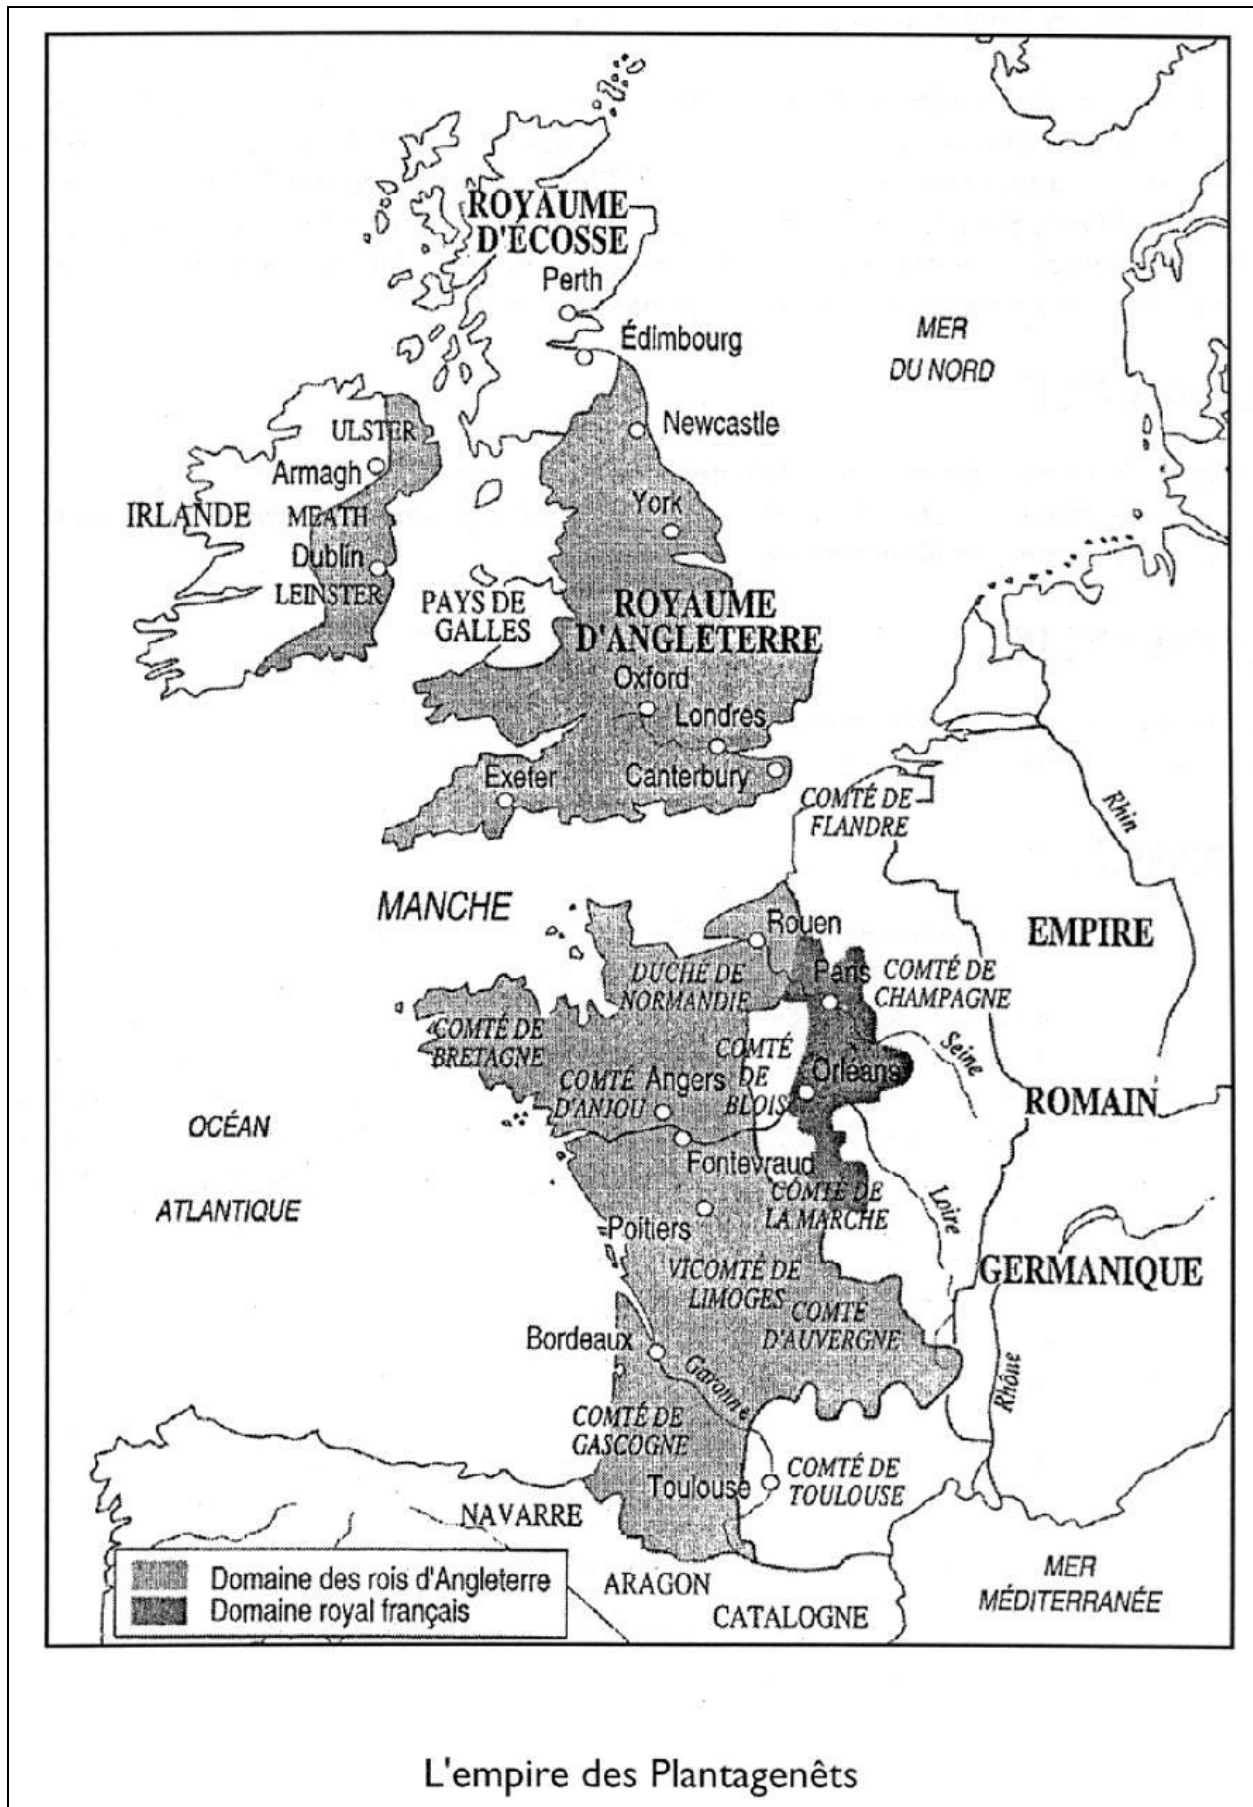 ROYAUME
D'ÉCOSSE
Perth
Édimbourg
MER
DU NORD
Newcastle
ULSTER
Armagh
IRLANDE
MEATH
York
Dublin
LEINSTER
PAYS DE
GALLES
ROYAUME
D'ANGLETERRE
Oxford
Londres
Exeter
Canterbury
COMTÉ DE
FLANDRE
Rhin
MANCHE
Rouen
EMPIRE
DUCHÉ DE
NORMANDIE
Paris
COMTÉ DE
CHAMPAGNE
COMTÉ DE
BRETAGNE
COMTÉ
D'ANJOU
Angers
COMTÉ
DE
BLOIS
Orléans
Seine
ROMAIN
OCÉAN
ATLANTIQUE
Fontevraud
COMTÉ DE
LA MARCHE
Loire
Poitiers
VICOMTÉ DE
LIMOGES
COMTÉ
D'AUVERGNE
GERMANIQUE
Bordeaux
Garonne
Rhône
COMTÉ DE
GASCOGNE
Toulouse
COMTÉ DE
TOULOUSE
NAVARRE
ARAGON
CATALOGNE
MER
MÉDITERRANÉE
Domaine des rois d'Angleterre
Domaine royal français
L'empire des Plantagenêts